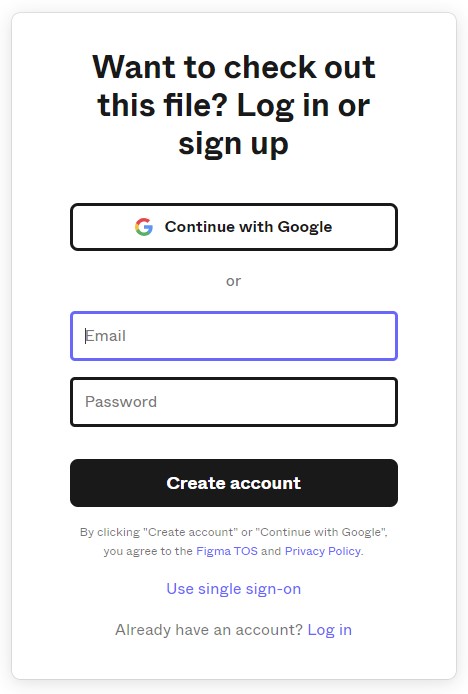 Want to check out
this file? Log in or
sign up
Continue with Google
or
Email
Password
Create account
By clicking "Create account" or "Continue with Google",
you agree to the Figma TOS and Privacy Policy.
Use single sign-on
Already have an account? Log in